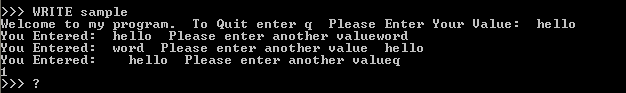 >>> WRITE sample
Welcome to my program.  To Quit enter q  Please Enter Your Value:  hello
You Entered:  hello  Please enter another valueword
You Entered:  word  Please enter another value  hello
You Entered:    hello  Please enter another valueq
1
>>> ?